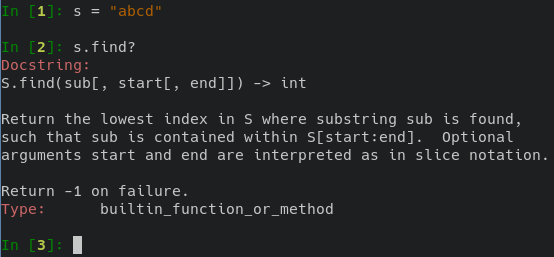 In [1]: s = "abcd"
In [2]: s.find?
Docstring:
S.find(sub[, start[, end]]) -> int
Return the lowest index in S where substring sub is found,
such that sub is contained within S[start:end].  Optional
arguments start and end are interpreted as in slice notation.
Return -1 on failure.
Type:      builtin_function_or_method
In [3]: